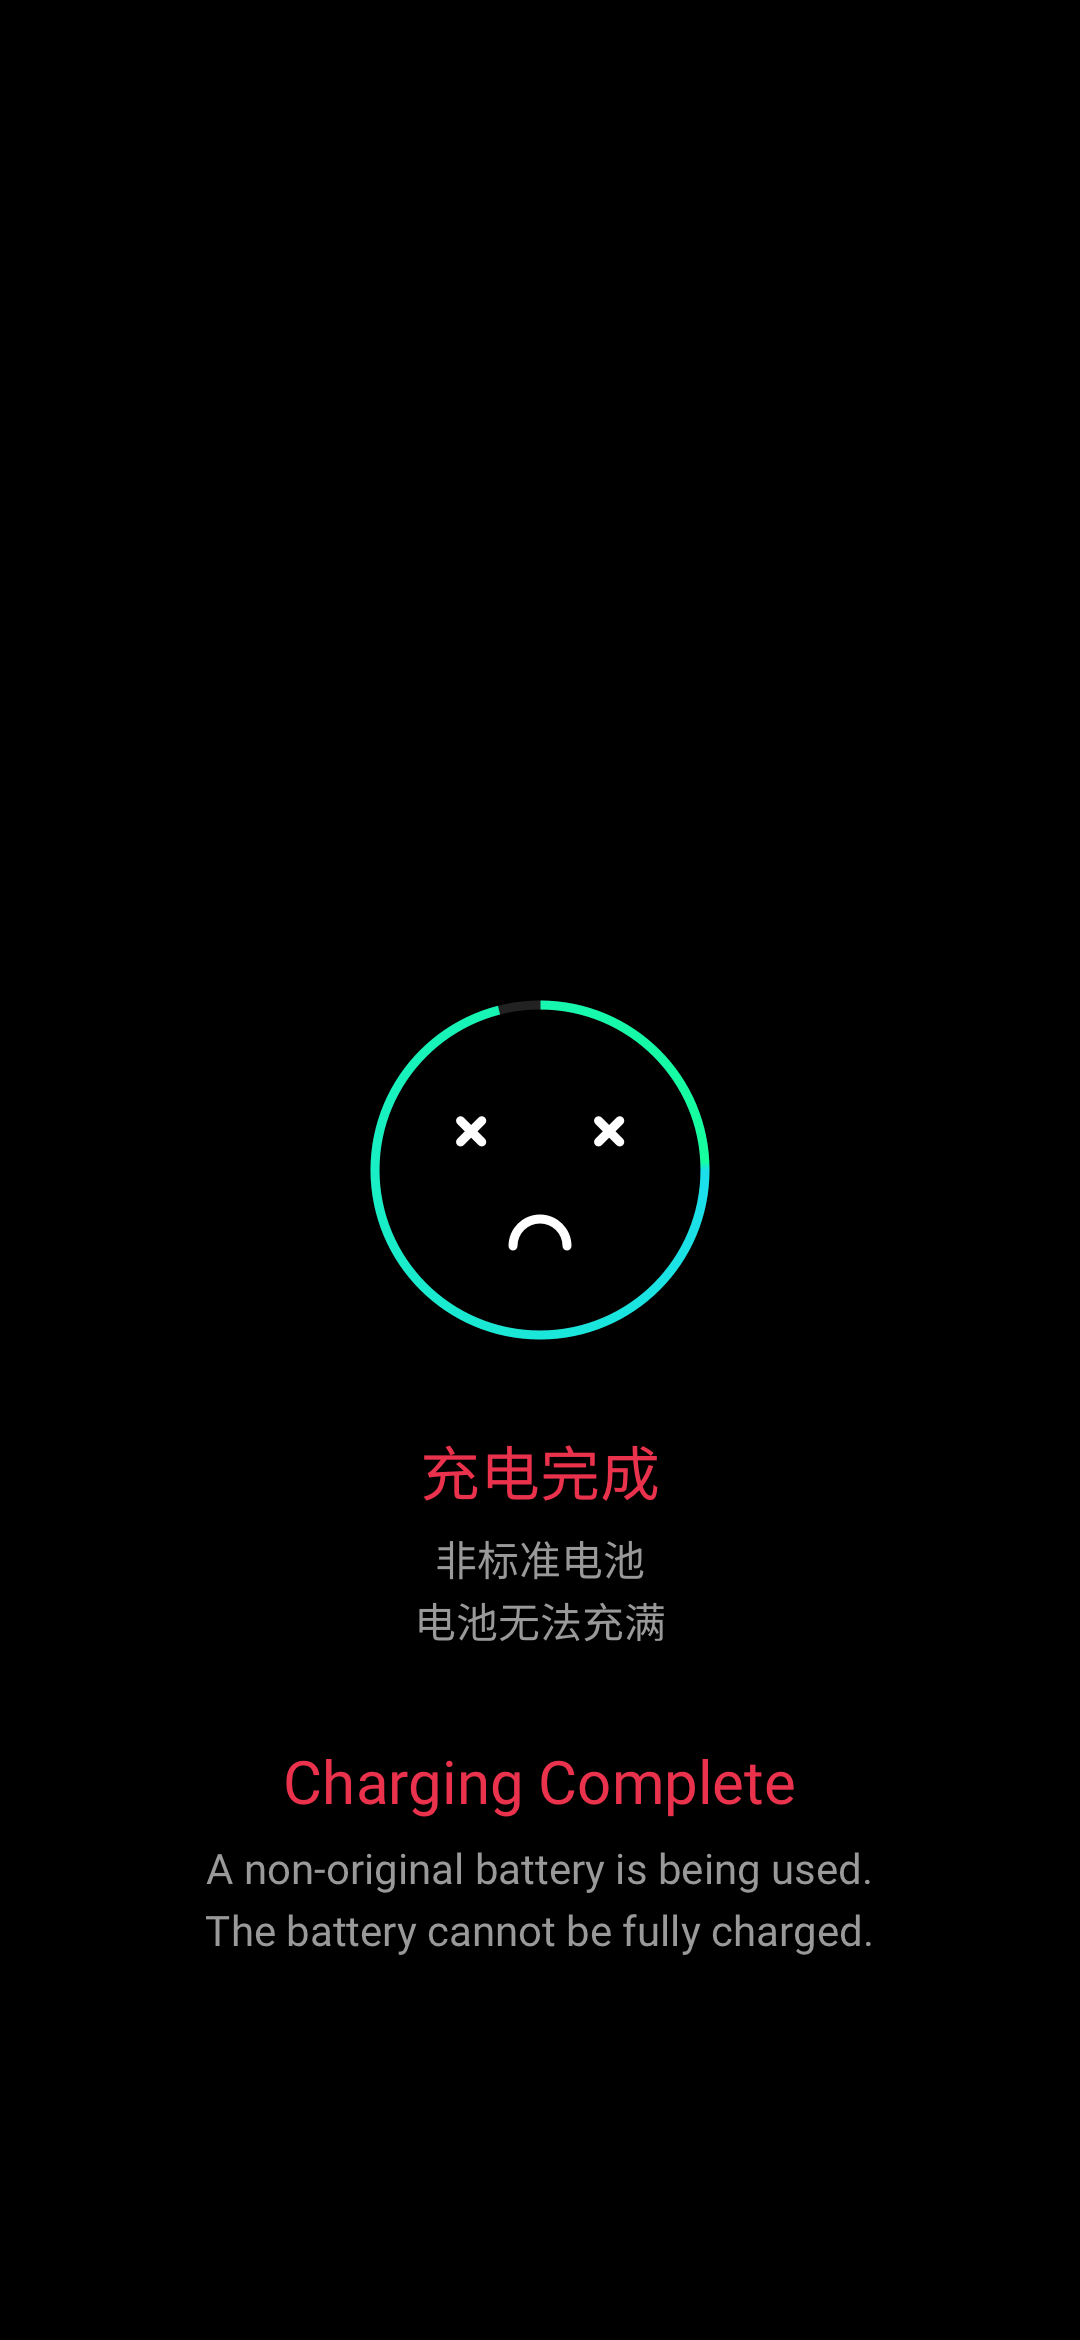 充电完成
非标准电池
电池无法充满
Charging Complete
A non-original battery is being used.
The battery cannot be fully charged.